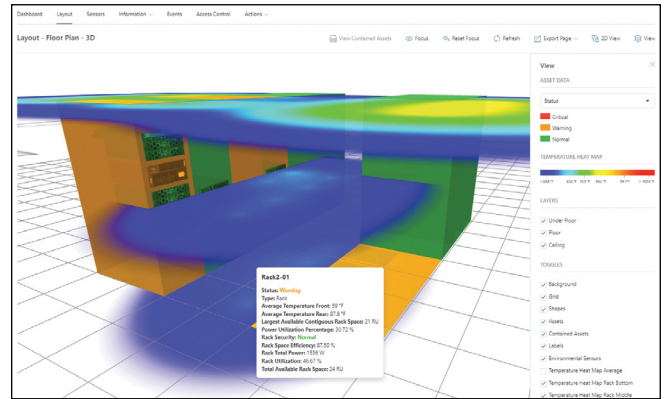 Dashboard Layout Sensors Information Events Access Control Actions
Layout - Floor Plan - 3D
View Contained Assets Focus Reset Focus Refresh Export Page 2D View View
View
ASSET DATA
Status
Critical
Warning
Normal
TEMPERATURE HEAT MAP
LAYERS
Under Floor
Floor
Ceiling
TOGGLES
Background
Grid
Shapes
Assets
Contained Assets
Labels
Environmental Sensors
Temperature Heat Map Average
Temperature Heat Map Rack Bottom
Temperature Heat Map Rack Middle
Rack2-01
Status: Warning
Type: Rack
Average Temperature Front: 59 °F
Average Temperature Rear: 87.8 °F
Largest Available Contiguous Rack Space: 21 RU
Power Utilization Percentage: 30.72 %
Rack Security: Normal
Rack Space Efficiency: 87.50 %
Rack Total Power: 1536 W
Rack Utilization: 46.67 %
Total Available Rack Space: 24 RU